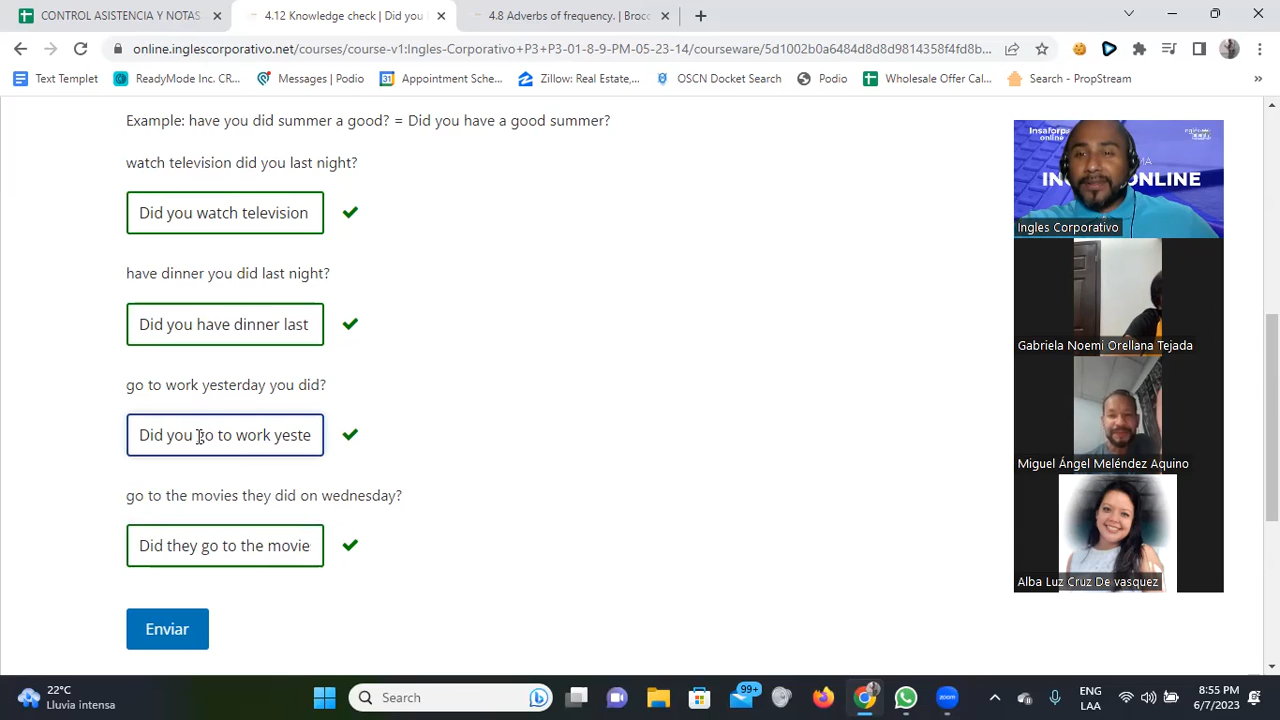 CONTROL ASISTENCIA Y NOTAS
4.12 Knowledge check | Did you
4.8 Adverbs of frequency. | Brocc
online.inglescorporativo.net/courses/course-v1:Ingles-Corporativo+P3+P3-01-8-9-PM-05-23-14/courseware/5d1002b0a6484d8d8d9814358f4fd8b...
Text Templet
ReadyMode Inc. CR...
Messages | Podio
Appointment Sche...
Zillow: Real Estate,...
OSCN Docket Search
Podio
Wholesale Offer Cal...
Search - PropStream
Example: have you did summer a good? = Did you have a good summer?
watch television did you last night?
Did you watch television
have dinner you did last night?
Did you have dinner last
go to work yesterday you did?
Did you go to work yeste
go to the movies they did on wednesday?
Did they go to the movie
Enviar
Insaforp
online
Ingles Corporativo
Gabriela Noemi Orellana Tejada
Miguel Ángel Meléndez Aquino
Alba Luz Cruz De vasquez
22°C
Lluvia intensa
Search
99+
ENG
LAA
8:55 PM
6/7/2023